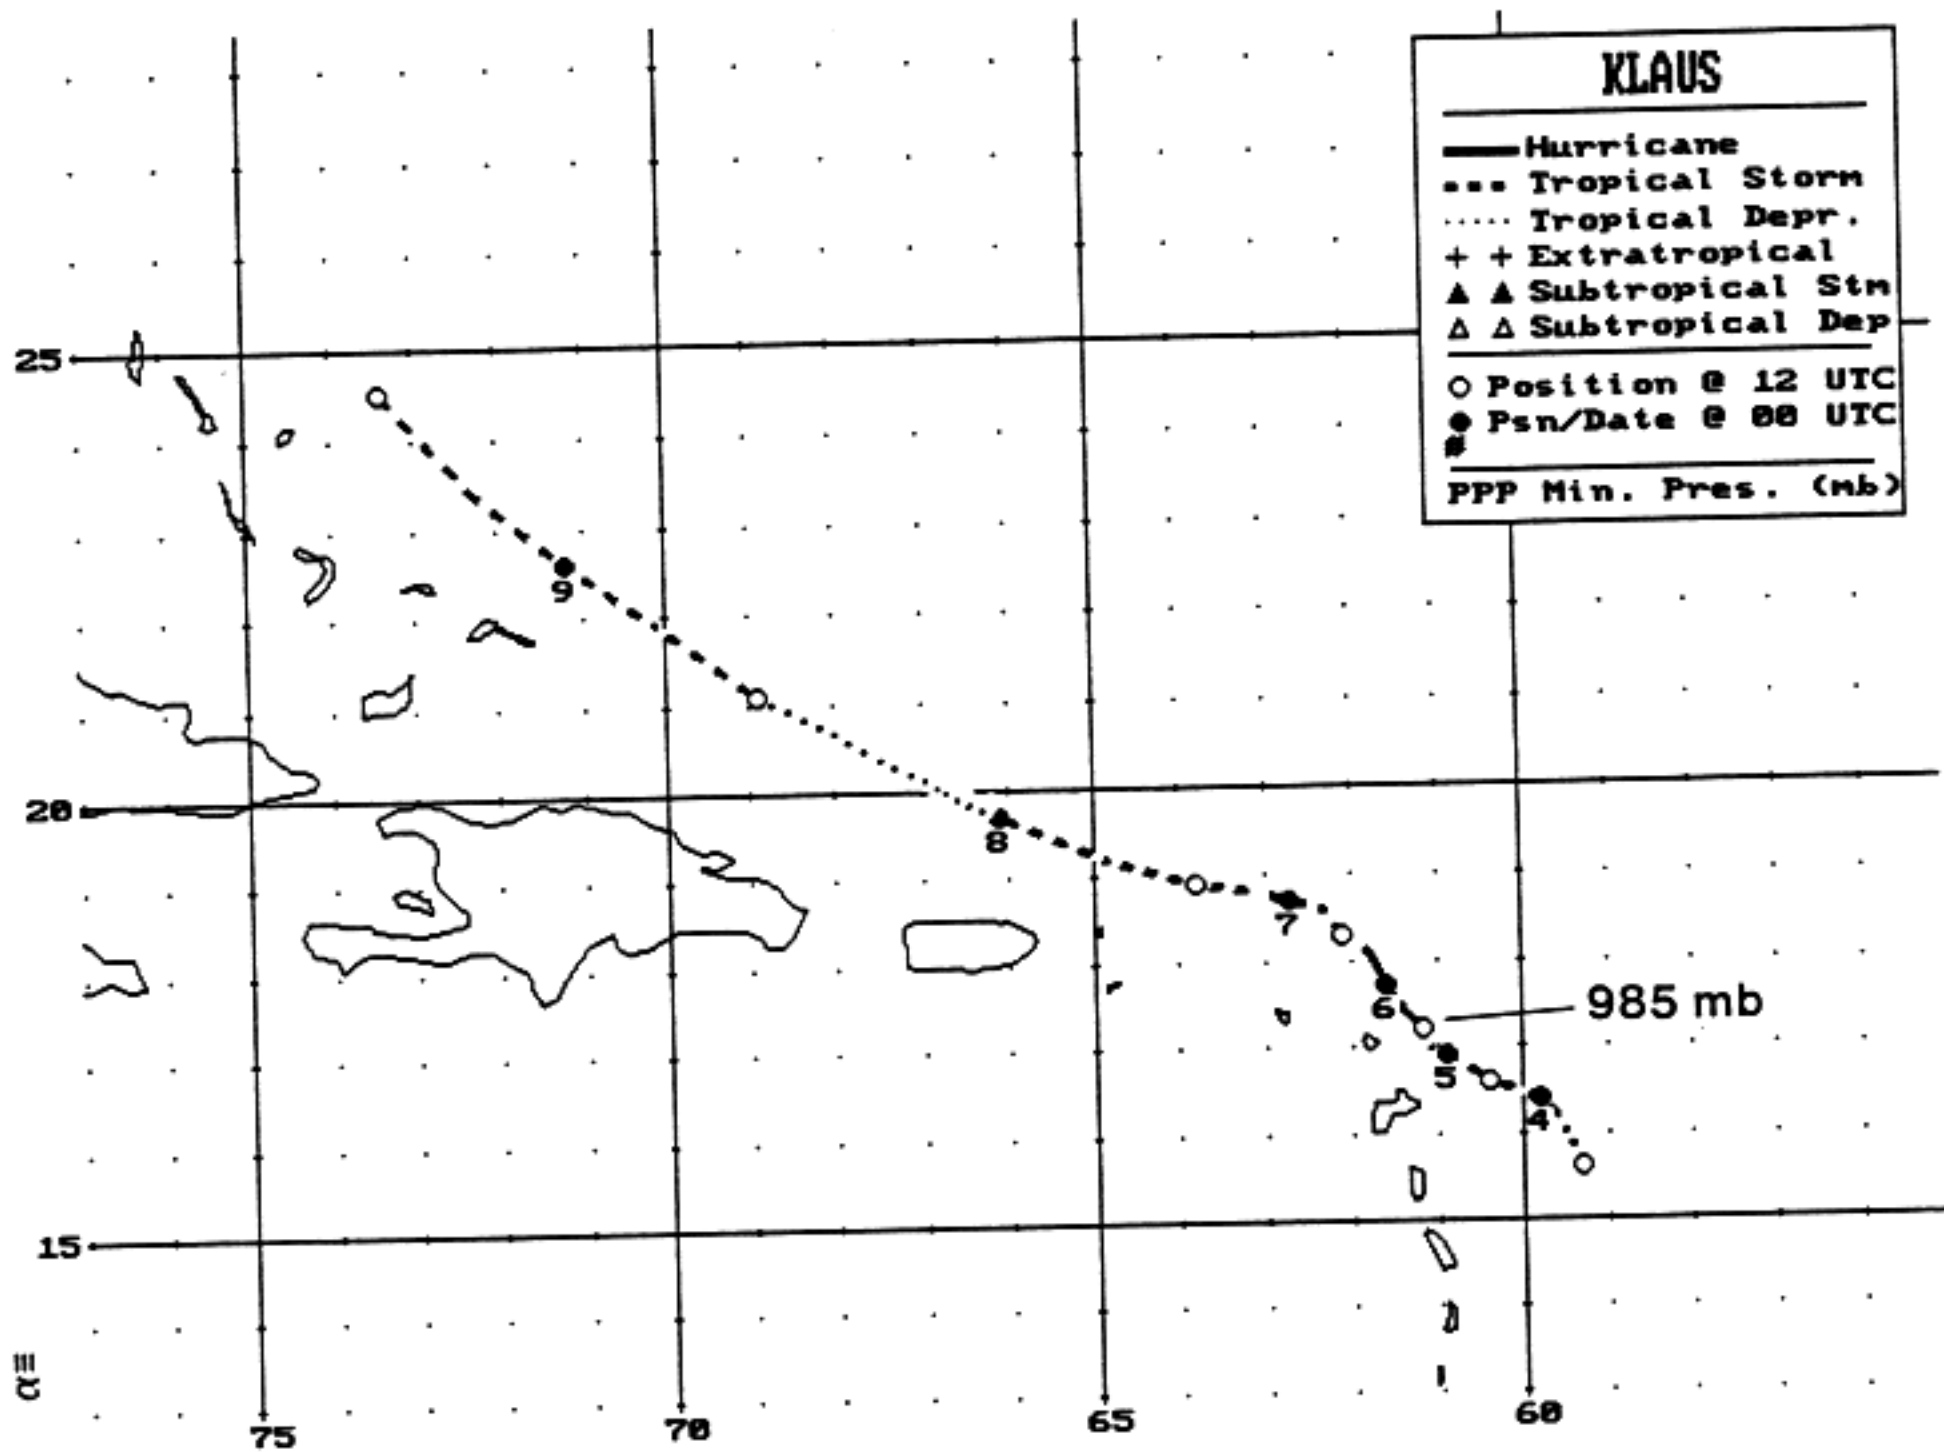 KLAUS
Hurricane
Tropical Storm
Tropical Depr.
+ + Extratropical
▲ ▲ Subtropical Stm
△ △ Subtropical Dep
○ Position @ 12 UTC
● Psn/Date @ 00 UTC
#
PPP Min. Pres. (mb)
25
9
20
8
7
6
985 mb
5
4
15
75
70
65
60